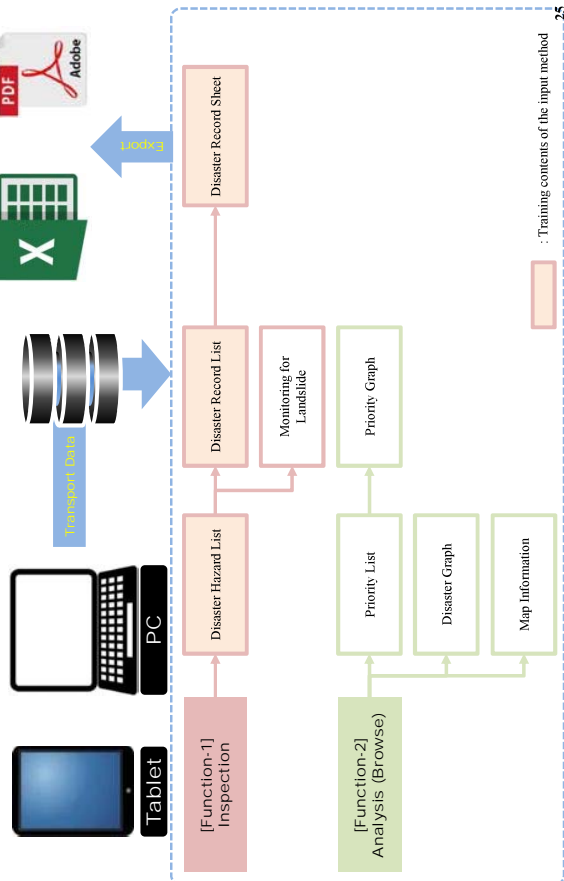 Tablet
PC
Transport Data
X
PDF
Adobe
Export
[Function-1]
Inspection
Disaster Hazard List
Disaster Record List
Disaster Record Sheet
Monitoring for
Landslide
[Function-2]
Analysis (Browse)
Priority List
Priority Graph
Disaster Graph
Map Information
: Training contents of the input method
25